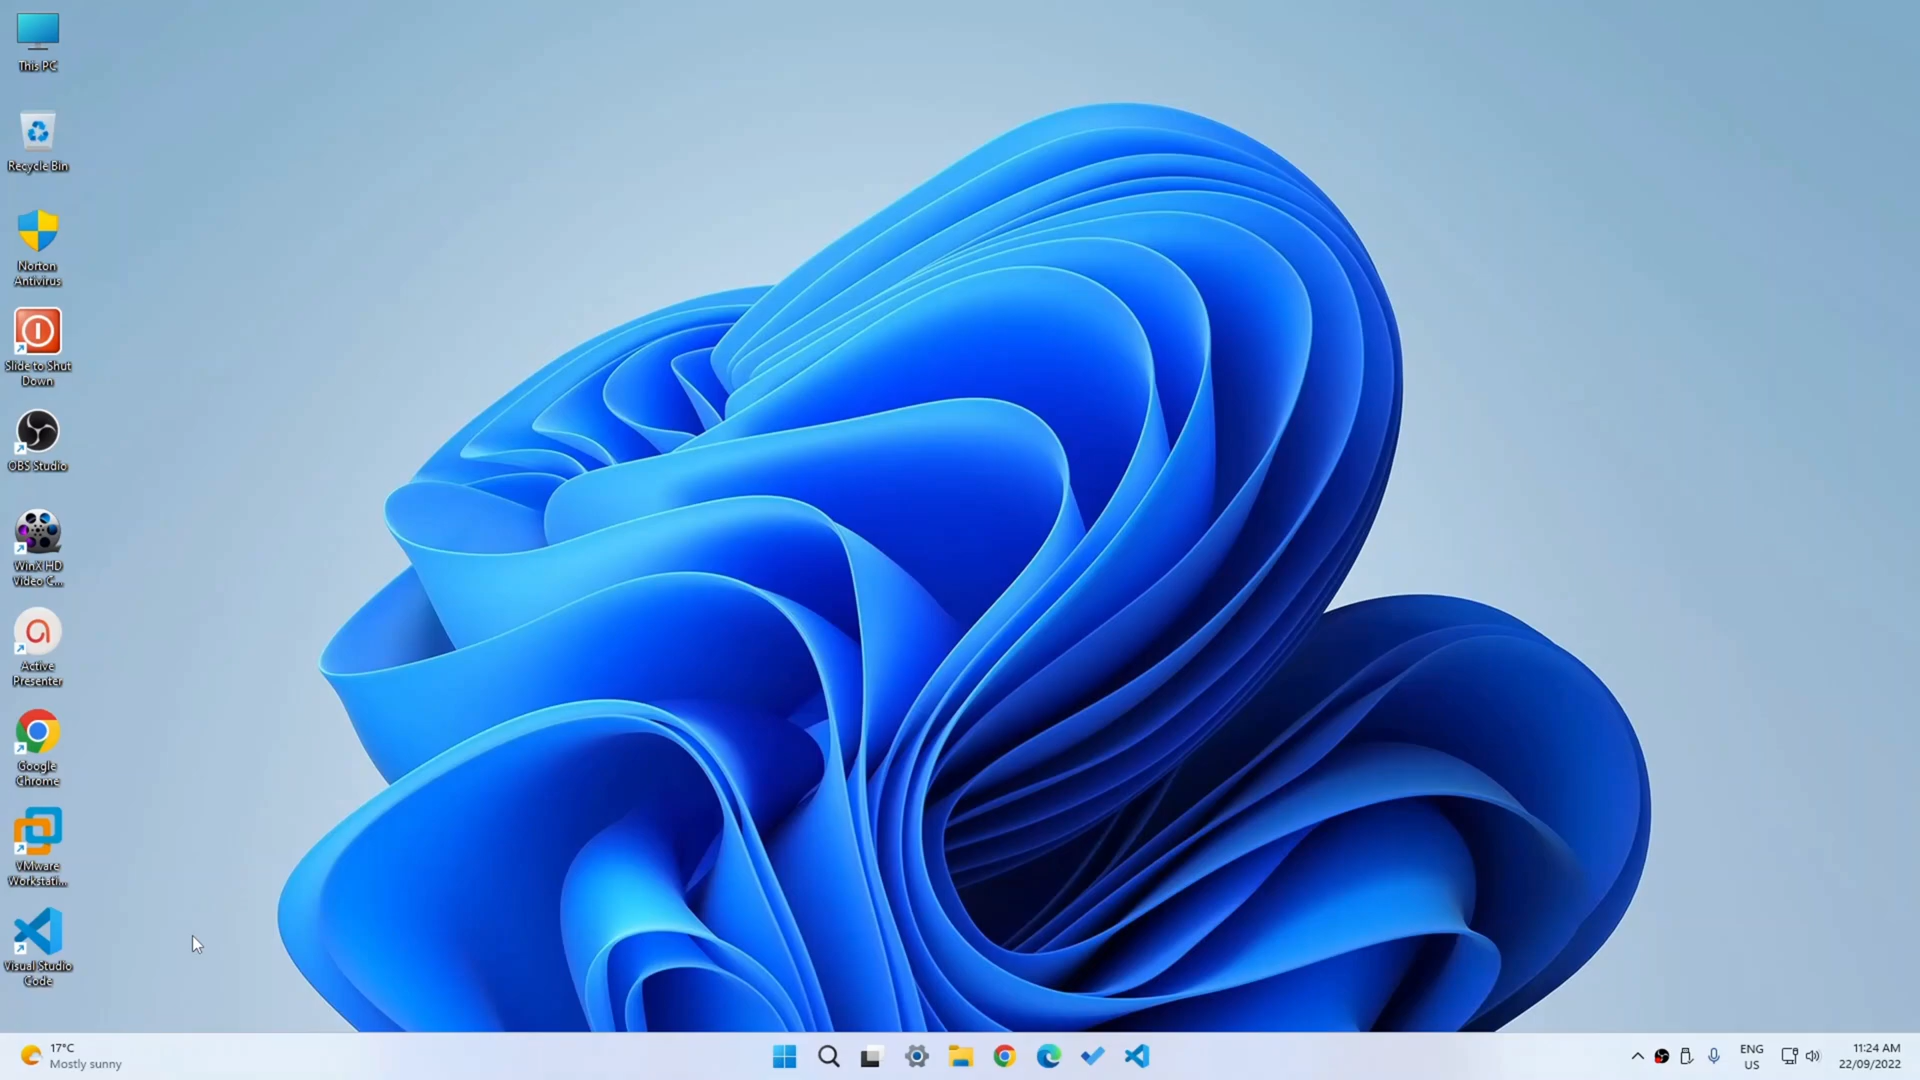 This PC
Recycle Bin
Norton
Antivirus
Slide to Shut
Down
OBS Studio
WinX HD
Video C...
Active
Presenter
Google
Chrome
VMware
Workstati...
Visual Studio
Code
17°C
Mostly sunny
ENG
US
11:24 AM
22/09/2022